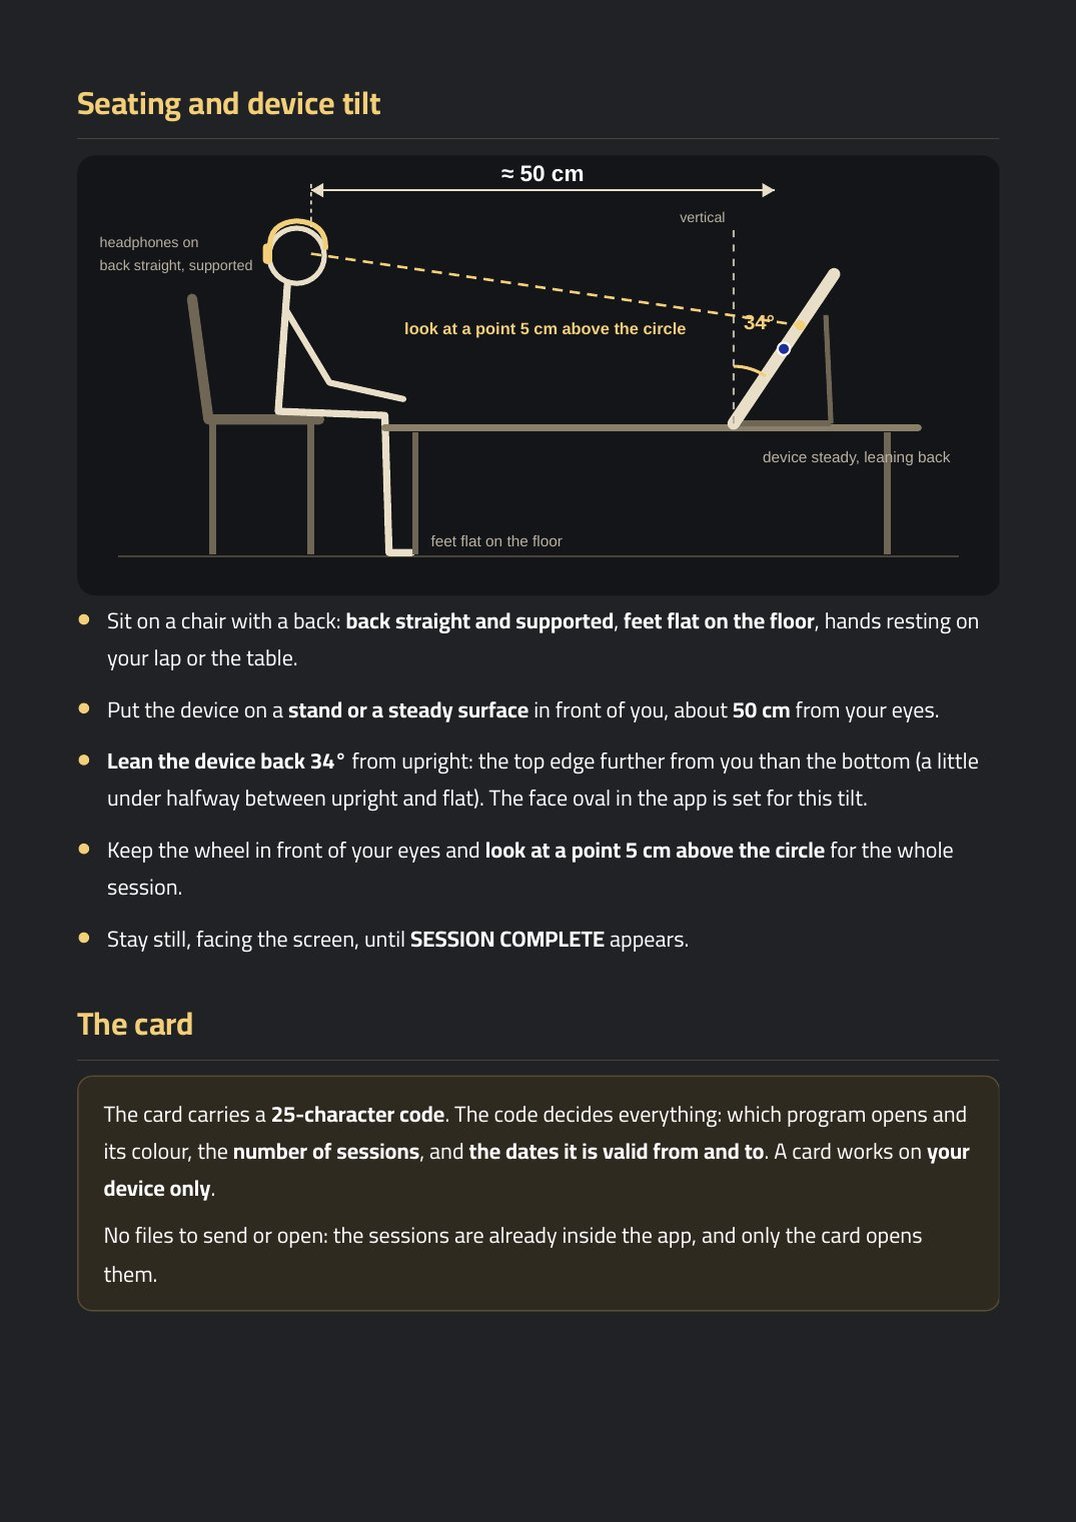 Seating and device tilt
≈ 50 cm
vertical
headphones on
back straight, supported
34°
look at a point 5 cm above the circle
device steady, leaning back
feet flat on the floor
Sit on a chair with a back: back straight and supported, feet flat on the floor, hands resting on
your lap or the table.
Put the device on a stand or a steady surface in front of you, about 50 cm from your eyes.
Lean the device back 34° from upright: the top edge further from you than the bottom (a little
under halfway between upright and flat). The face oval in the app is set for this tilt.
Keep the wheel in front of your eyes and look at a point 5 cm above the circle for the whole
session.
Stay still, facing the screen, until SESSION COMPLETE appears.
The card
The card carries a 25-character code. The code decides everything: which program opens and
its colour, the number of sessions, and the dates it is valid from and to. A card works on your
device only.
No files to send or open: the sessions are already inside the app, and only the card opens
them.